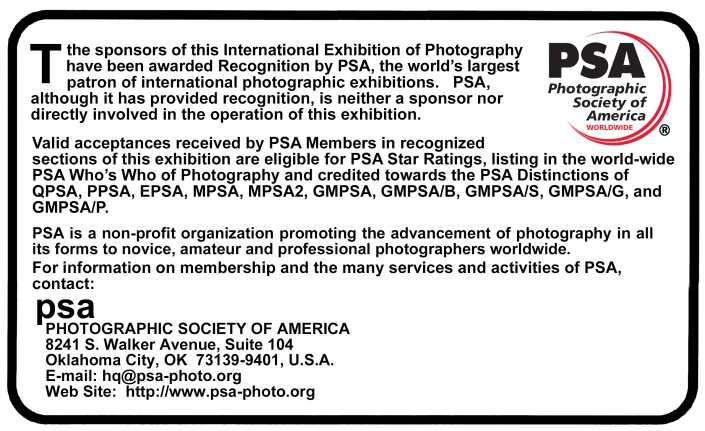 The sponsors of this International Exhibition of Photography
have been awarded Recognition by PSA, the world's largest
patron of international photographic exhibitions.   PSA,
although it has provided recognition, is neither a sponsor nor
directly involved in the operation of this exhibition.
PSA
Photographic
Society of
America
WORLDWIDE
®
Valid acceptances received by PSA Members in recognized
sections of this exhibition are eligible for PSA Star Ratings, listing in the world-wide
PSA Who's Who of Photography and credited towards the PSA Distinctions of
QPSA, PPSA, EPSA, MPSA, MPSA2, GMPSA, GMPSA/B, GMPSA/S, GMPSA/G, and
GMPSA/P.
PSA is a non-profit organization promoting the advancement of photography in all
its forms to novice, amateur and professional photographers worldwide.
For information on membership and the many services and activities of PSA,
contact:
psa
PHOTOGRAPHIC SOCIETY OF AMERICA
8241 S. Walker Avenue, Suite 104
Oklahoma City, OK  73139-9401, U.S.A.
E-mail: hq@psa-photo.org
Web Site:  http://www.psa-photo.org